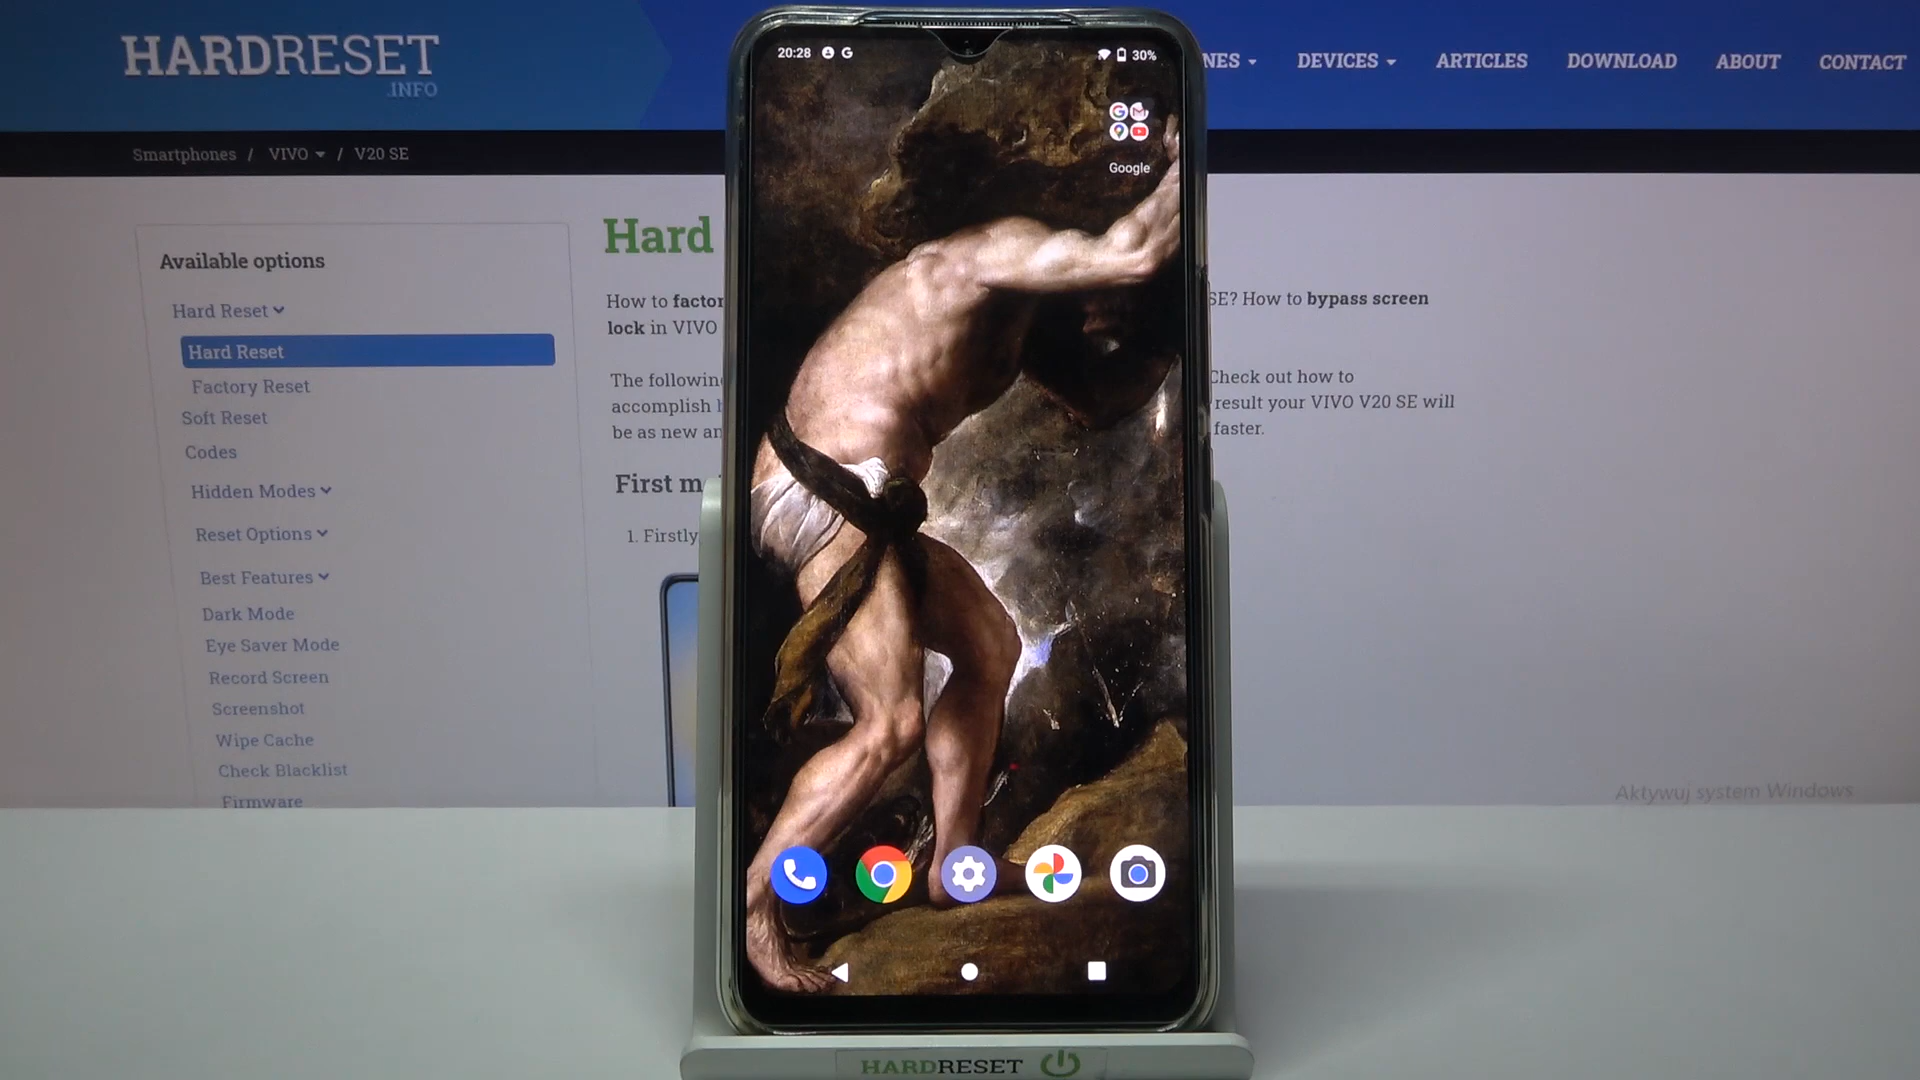 HARDRESET
.INFO
NES DEVICES ARTICLES DOWNLOAD ABOUT CONTACT
Smartphones / VIVO / V20 SE
Available options
Hard Reset
Hard Reset
Factory Reset
Soft Reset
Codes
Hidden Modes
Reset Options
Best Features
Dark Mode
Eye Saver Mode
Record Screen
Screenshot
Wipe Cache
Check Blacklist
Firmware
Hard
How to factor SE? How to bypass screen
lock in VIVO
The following Check out how to
accomplish result your VIVO V20 SE will
be as new an faster.
First m
1. Firstly
20:28 G 30%
Google
Aktywuj system Windows
HARDRESET